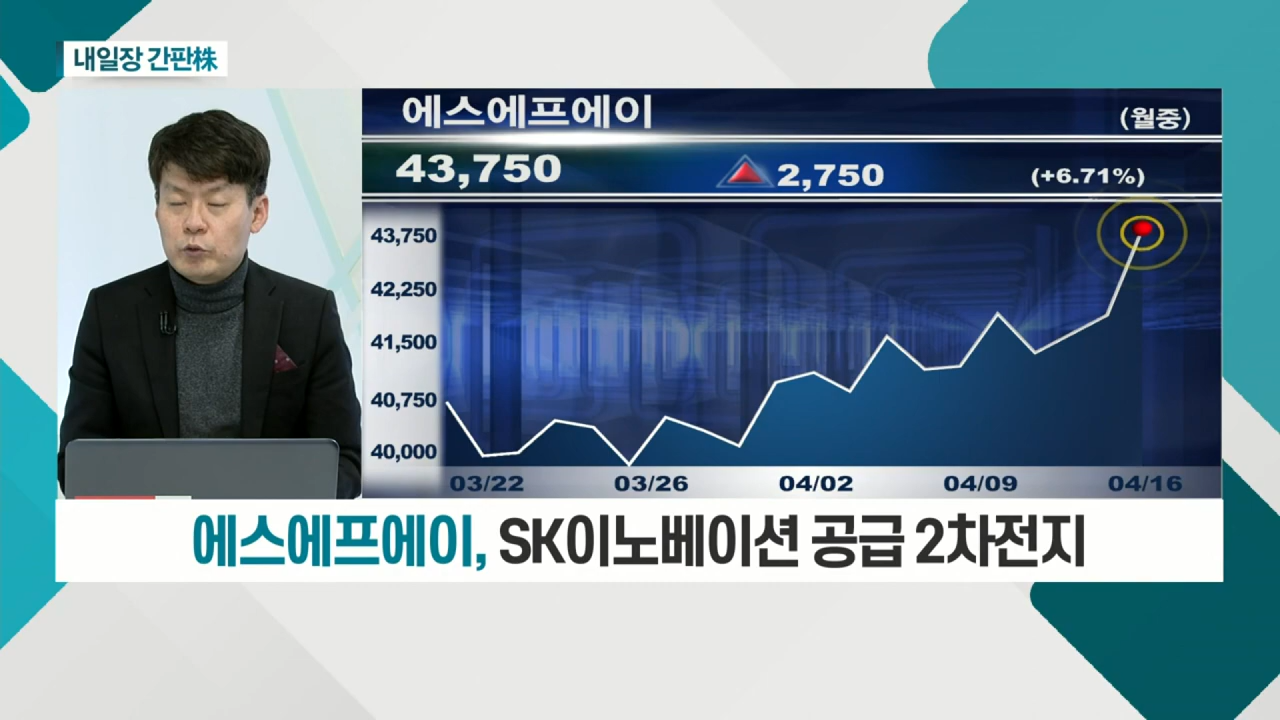 내일장 간판株
에스에프에이
(월중)
43,750 ▲ 2,750 (+6.71%)
43,750
42,250
41,500
40,750
40,000
03/22 03/26 04/02 04/09 04/16
에스에프에이, SK이노베이션 공급 2차전지